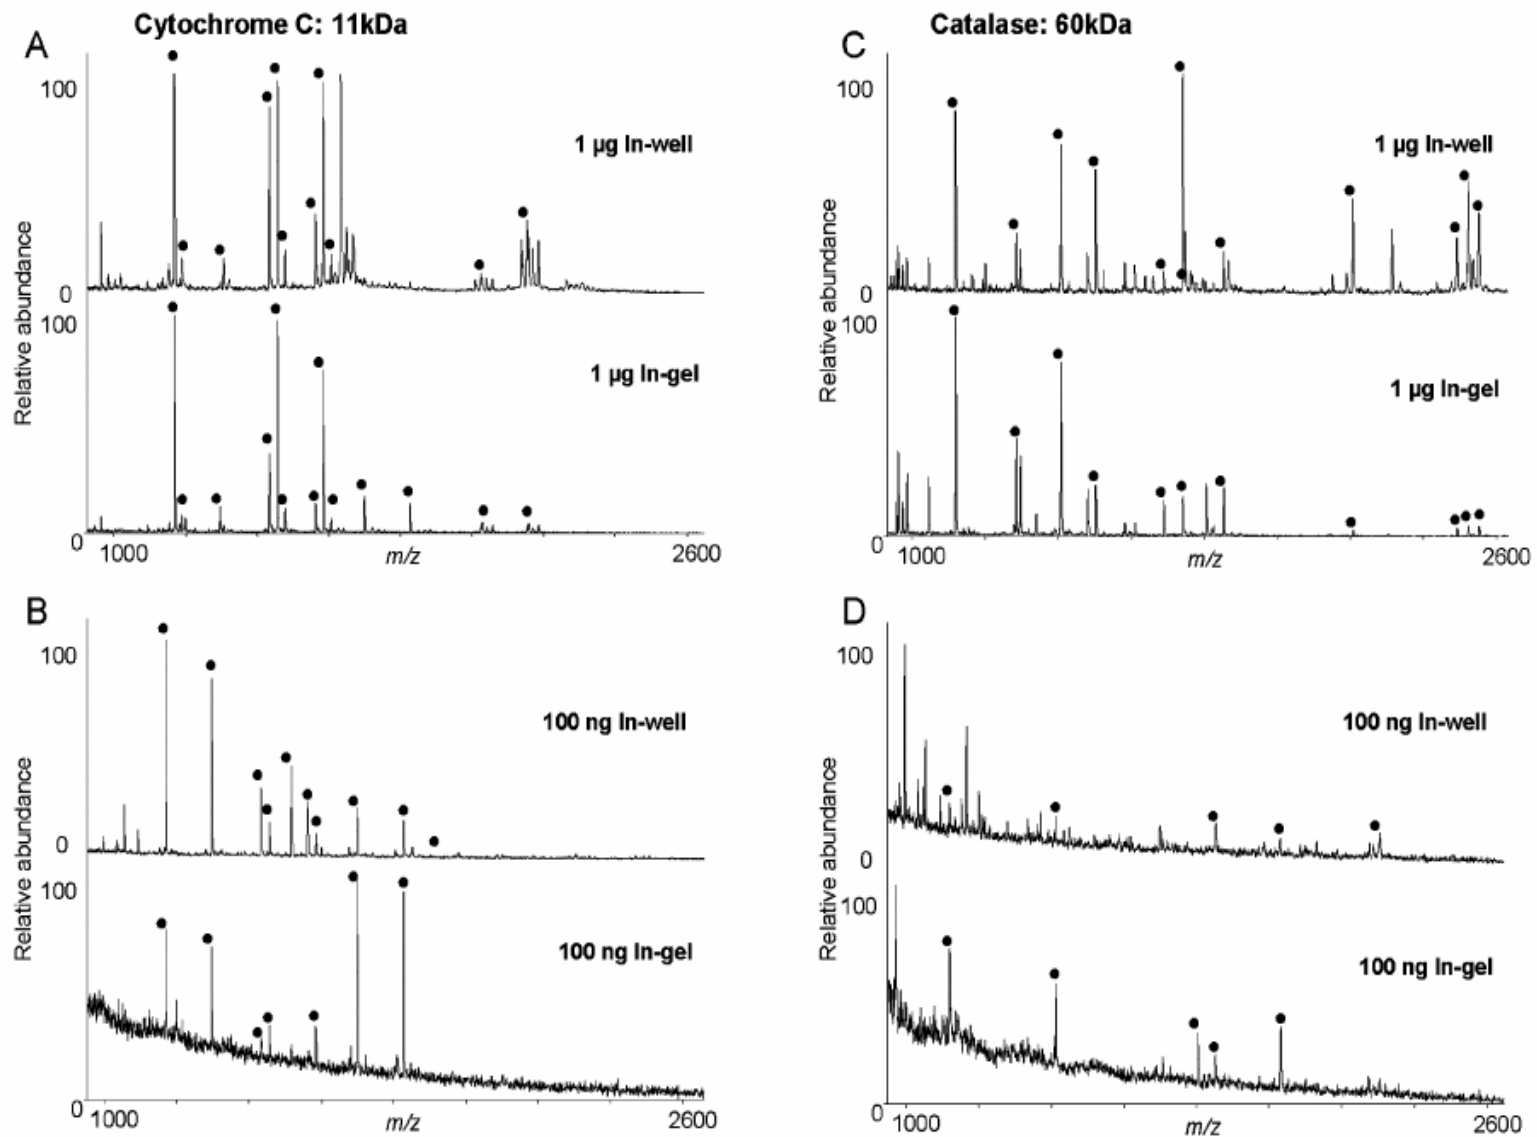 Cytochrome C: 11kDa
A
100
1 µg In-well
Relative abundance
0
100
1 µg In-gel
0
1000
m/z
2600
B
100
100 ng In-well
Relative abundance
0
100
100 ng In-gel
0
1000
m/z
2600
Catalase: 60kDa
C
100
1 µg In-well
Relative abundance
0
100
1 µg In-gel
0
1000
m/z
2600
D
100
100 ng In-well
Relative abundance
0
100
100 ng In-gel
0
1000
m/z
2600